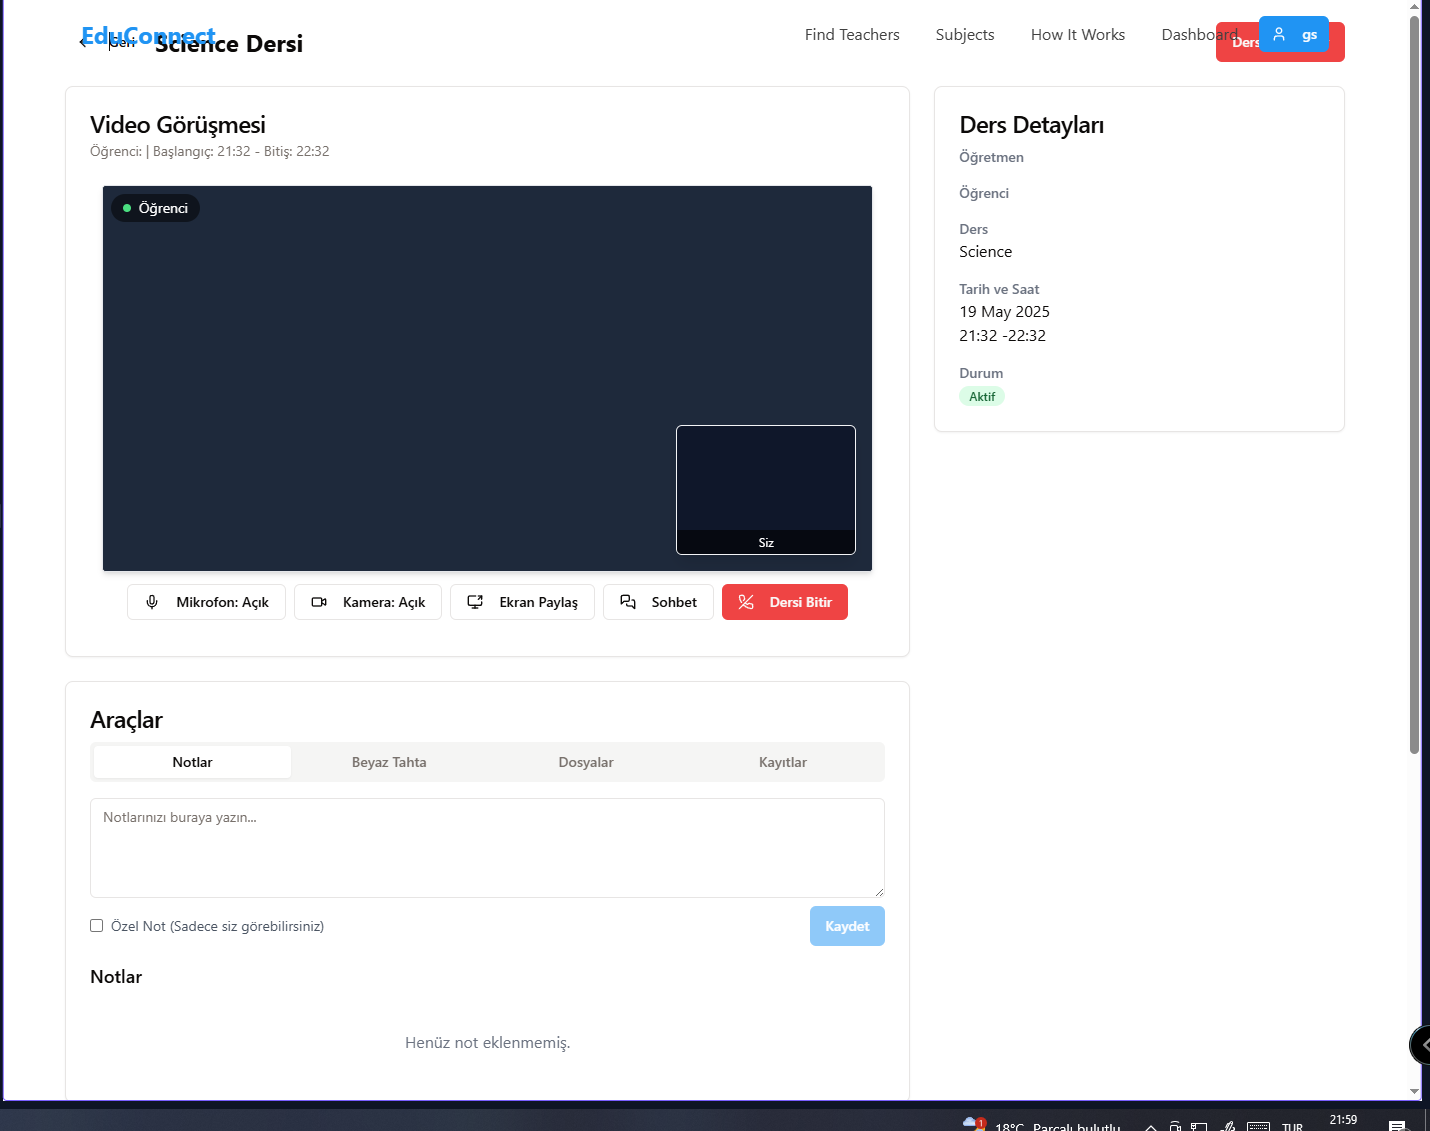 EduConnect
Geri
Science Dersi
Find Teachers
Subjects
How It Works
Dashboard
Ders
gs
Video Görüşmesi
Öğrenci: | Başlangıç: 21:32 - Bitiş: 22:32
Öğrenci
Siz
Mikrofon: Açık
Kamera: Açık
Ekran Paylaş
Sohbet
Dersi Bitir
Ders Detayları
Öğretmen
Öğrenci
Ders
Science
Tarih ve Saat
19 May 2025
21:32 -22:32
Durum
Aktif
Araçlar
Notlar
Beyaz Tahta
Dosyalar
Kayıtlar
Notlarınızı buraya yazın...
Özel Not (Sadece siz görebilirsiniz)
Kaydet
Notlar
Henüz not eklenmemiş.
1
18°C Parçalı bulutlu
TUR
21:59